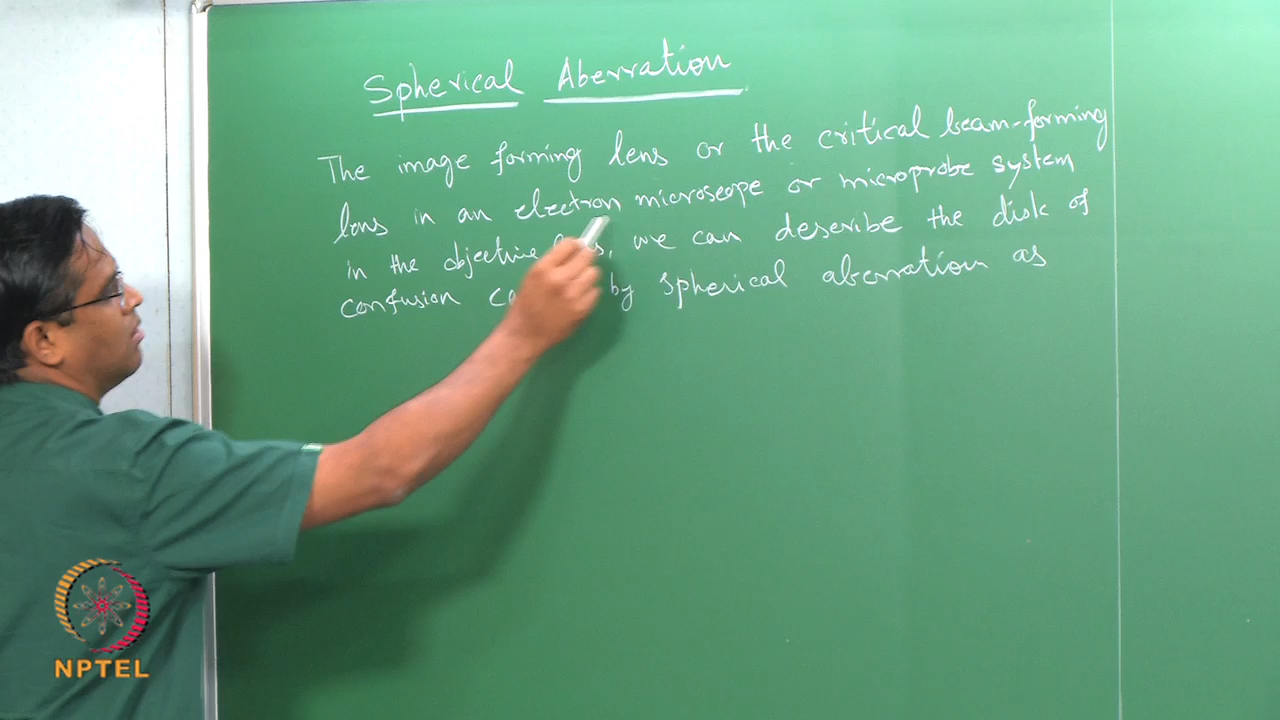 Spherical Aberration
The image forming lens or the critical beam-forming
lens in an electron microscope or microprobe system
in the objective we can describe the disk of
confusion by spherical aberration as
NPTEL